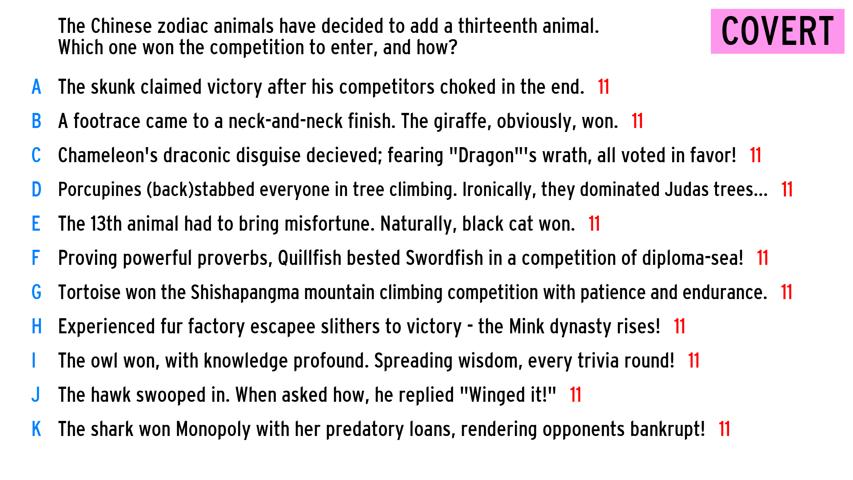 The Chinese zodiac animals have decided to add a thirteenth animal.
Which one won the competition to enter, and how?
COVERT
A The skunk claimed victory after his competitors choked in the end. 11
B A footrace came to a neck-and-neck finish. The giraffe, obviously, won. 11
C Chameleon's draconic disguise decieved; fearing "Dragon"'s wrath, all voted in favor! 11
D Porcupines (back)stabbed everyone in tree climbing. Ironically, they dominated Judas trees... 11
E The 13th animal had to bring misfortune. Naturally, black cat won. 11
F Proving powerful proverbs, Quillfish bested Swordfish in a competition of diploma-sea! 11
G Tortoise won the Shishapangma mountain climbing competition with patience and endurance. 11
H Experienced fur factory escapee slithers to victory - the Mink dynasty rises! 11
I The owl won, with knowledge profound. Spreading wisdom, every trivia round! 11
J The hawk swooped in. When asked how, he replied "Winged it!" 11
K The shark won Monopoly with her predatory loans, rendering opponents bankrupt! 11